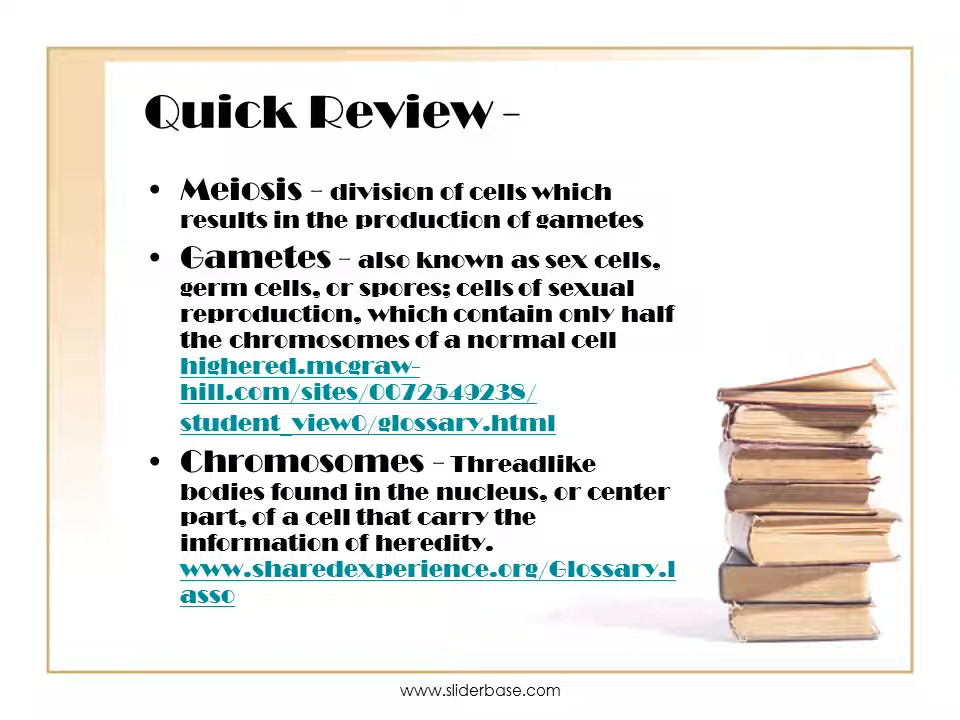 Quick Review -
• Meiosis - division of cells which
results in the production of gametes
• Gametes - also known as sex cells,
germ cells, or spores; cells of sexual
reproduction, which contain only half
the chromosomes of a normal cell
highered.mcgraw-
hill.com/sites/0072549238/
student_view0/glossary.html
• Chromosomes - Threadlike
bodies found in the nucleus, or center
part, of a cell that carry the
information of heredity.
www.sharedexperience.org/Glossary.l
asso
www.sliderbase.com